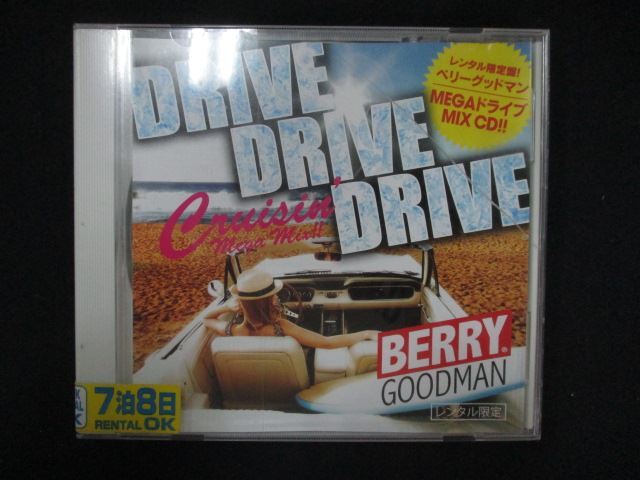 DRIVE
DRIVE
DRIVE
レンタル限定盤!
ベリーグッドマン
MEGAドライブ
MIX CD!!
Cruisin'
Mega Mix!!
BERRY®
GOODMAN
レンタル限定
7泊8日
RENTAL OK